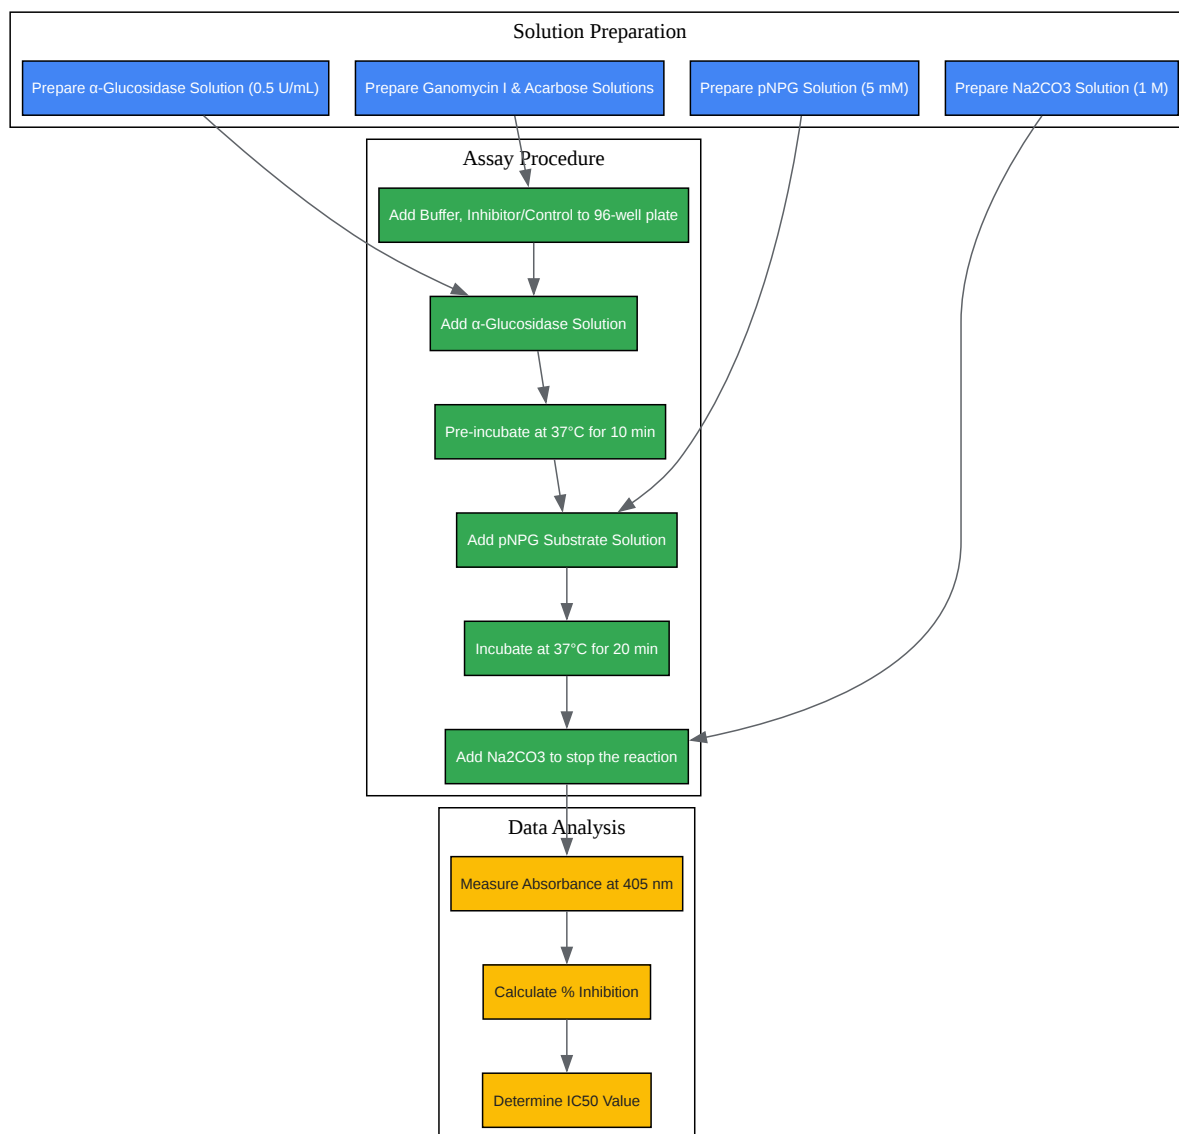 Solution Preparation
Prepare α-Glucosidase Solution (0.5 U/mL)
Prepare Ganomycin I & Acarbose Solutions
Prepare pNPG Solution (5 mM)
Prepare Na2CO3 Solution (1 M)
Assay Procedure
Add Buffer, Inhibitor/Control to 96-well plate
Add α-Glucosidase Solution
Pre-incubate at 37°C for 10 min
Add pNPG Substrate Solution
Incubate at 37°C for 20 min
Add Na2CO3 to stop the reaction
Data Analysis
Measure Absorbance at 405 nm
Calculate % Inhibition
Determine IC50 Value